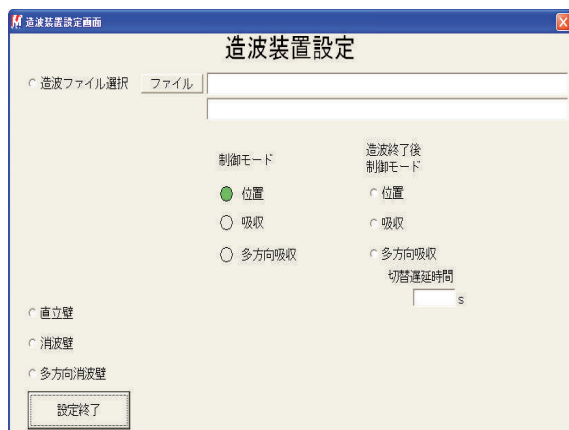 造波装置設定画面
造波装置設定
造波ファイル選択 ファイル
制御モード
造波終了後
制御モード
位置 位置
吸収 吸収
多方向吸収 多方向吸収
切替遅延時間
s
直立壁
消波壁
多方向消波壁
設定終了